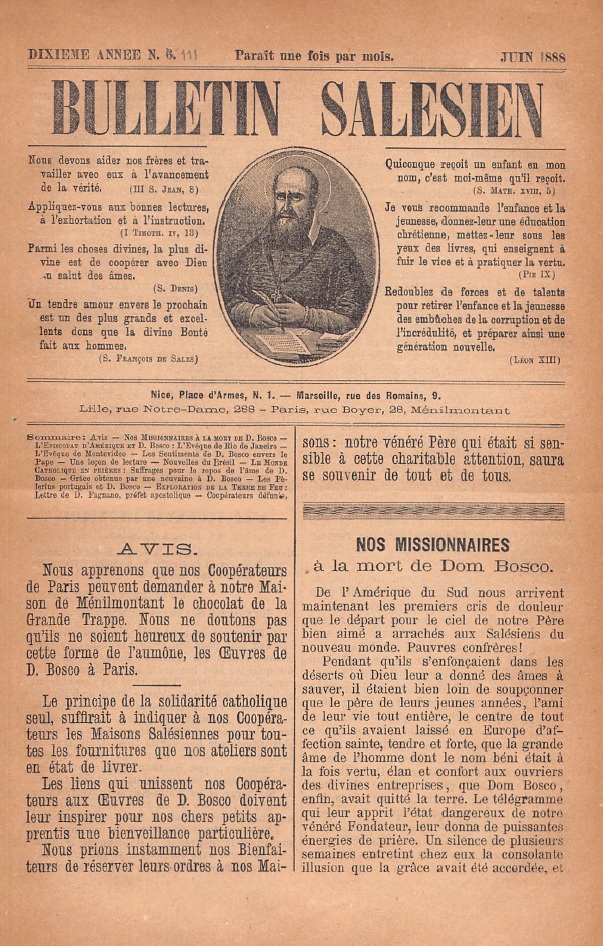 DIXIEME ANNEE N. 6. 111
Paraît une fois par mois.
JUIN 1888
BULLETIN SALESIEN
Nous devons aider nos frères et tra-
vailler avec eux à l'avancement
de la vérité. (III S. JEAN, 8)
Appliquez-vous aux bonnes lectures,
à l'exhortation et à l'instruction.
(I TIMOTH. IV, 13)
Parmi les choses divines, la plus di-
vine est de coopérer avec Dieu
au salut des âmes.
(S. DENIS)
Un tendre amour envers le prochain
est un des plus grands et excel-
lents dons que la divine Bonté
fait aux hommes.
(S. FRANÇOIS DE SALES)
Quiconque reçoit un enfant en mon
nom, c'est moi-même qu'il reçoit.
(S. MATH. XVIII, 5)
Je vous recommande l'enfance et la
jeunesse, donnez-leur une éducation
chrétienne, mettez-leur sous les
yeux des livres, qui enseignent à
fuir le vice et à pratiquer la vertu.
(PIE IX)
Redoublez de forces et de talents
pour retirer l'enfance et la jeunesse
des embûches de la corruption et de
l'incrédulité, et préparer ainsi une
génération nouvelle.
(LÉON XIII)
Nice, Place d'Armes, N. 1. — Marseille, rue des Romains, 9.
Lille, rue Notre-Dame, 288 - Paris, rue Boyer, 28, Ménilmontant
Sommaire: Avis — NOS MISSIONNAIRES À LA MORT DE D. BOSCO —
L'EPISCOPAT D'AMÉRIQUE ET D. BOSCO : L'Evêque de Rio de Janeiro —
L'Evêque de Montevideo — Les Sentiments de D. Bosco envers le
Pape — Une leçon de lecture — Nouvelles du Brésil — LE MONDE
CATHOLIQUE EN PRIÈRES : Suffrages pour le repos de l'âme de D.
Bosco — Grâce obtenue par une neuvaine à D. Bosco — Les Pè-
lerins portugais et D. Bosco — EXPLORATION DE LA TERRE DE FEU:
Lettre de D. Fagnano, préfet apostolique — Coopérateurs défunts,
AVIS.
Nous apprenons que nos Coopérateurs
de Paris peuvent demander à notre Mai-
son de Ménilmontant le chocolat de la
Grande Trappe. Nous ne doutons pas
qu'ils ne soient heureux de soutenir par
cette forme de l'aumône, les Œuvres de
D. Bosco à Paris.
Le principe de la solidarité catholique
seul, suffirait à indiquer à nos Coopéra-
teurs les Maisons Salésiennes pour tou-
tes les fournitures que nos ateliers sont
en état de livrer.
Les liens qui unissent nos Coopéra-
teurs aux Œuvres de D. Bosco doivent
leur inspirer pour nos chers petits ap-
prentis une bienveillance particulière.
Nous prions instamment nos Bienfai-
teurs de réserver leurs ordres à nos Mai-
sons : notre vénéré Père qui était si sen-
sible à cette charitable attention, saura
se souvenir de tout et de tous.
NOS MISSIONNAIRES
à la mort de Dom Bosco.
De l'Amérique du Sud nous arrivent
maintenant les premiers cris de douleur
que le départ pour le ciel de notre Père
bien aimé a arrachés aux Salésiens du
nouveau monde. Pauvres confrères!
Pendant qu'ils s'enfonçaient dans les
déserts où Dieu leur a donné des âmes à
sauver, il étaient bien loin de soupçonner
que le père de leurs jeunes années, l'ami
de leur vie tout entière, le centre de tout
ce qu'ils avaient laissé en Europe d'af-
fection sainte, tendre et forte, que la grande
âme de l'homme dont le nom béni était à
la fois vertu, élan et confort aux ouvriers
des divines entreprises, que Dom Bosco,
enfin, avait quitté la terre. Le télégramme
qui leur apprit l'état dangereux de notre
vénéré Fondateur, leur donna de puissantes
énergies de prière. Un silence de plusieurs
semaines entretint chez eux la consolante
illusion que la grâce avait été accordée, et